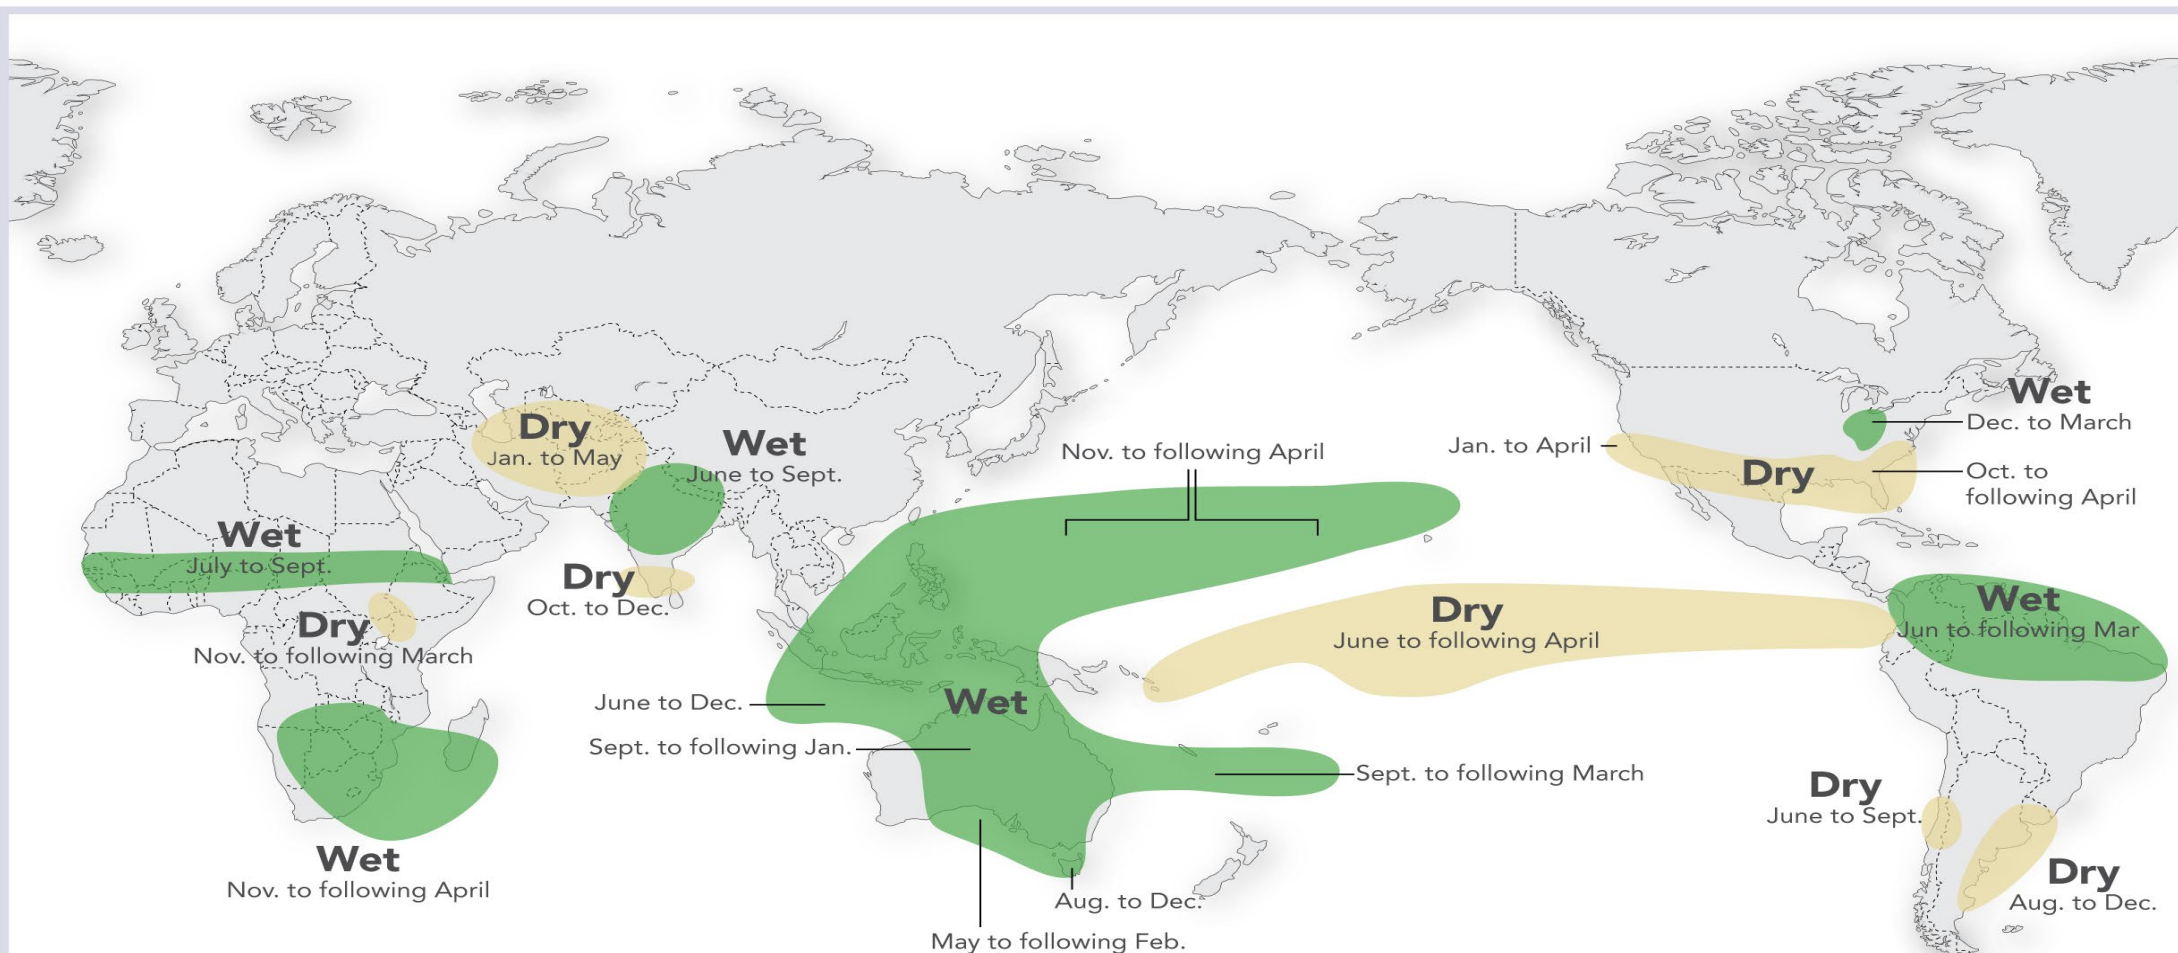 Wet
Dec. to March
Dry
Jan. to May
Wet
June to Sept.
Nov. to following April
Jan. to April
Dry
Oct. to
following April
Wet
July to Sept.
Dry
Oct. to Dec.
Dry
Nov. to following March
Dry
June to following April
Wet
Jun to following Mar
June to Dec.
Wet
Sept. to following Jan.
Sept. to following March
Dry
June to Sept.
Wet
Nov. to following April
Aug. to Dec.
May to following Feb.
Dry
Aug. to Dec.